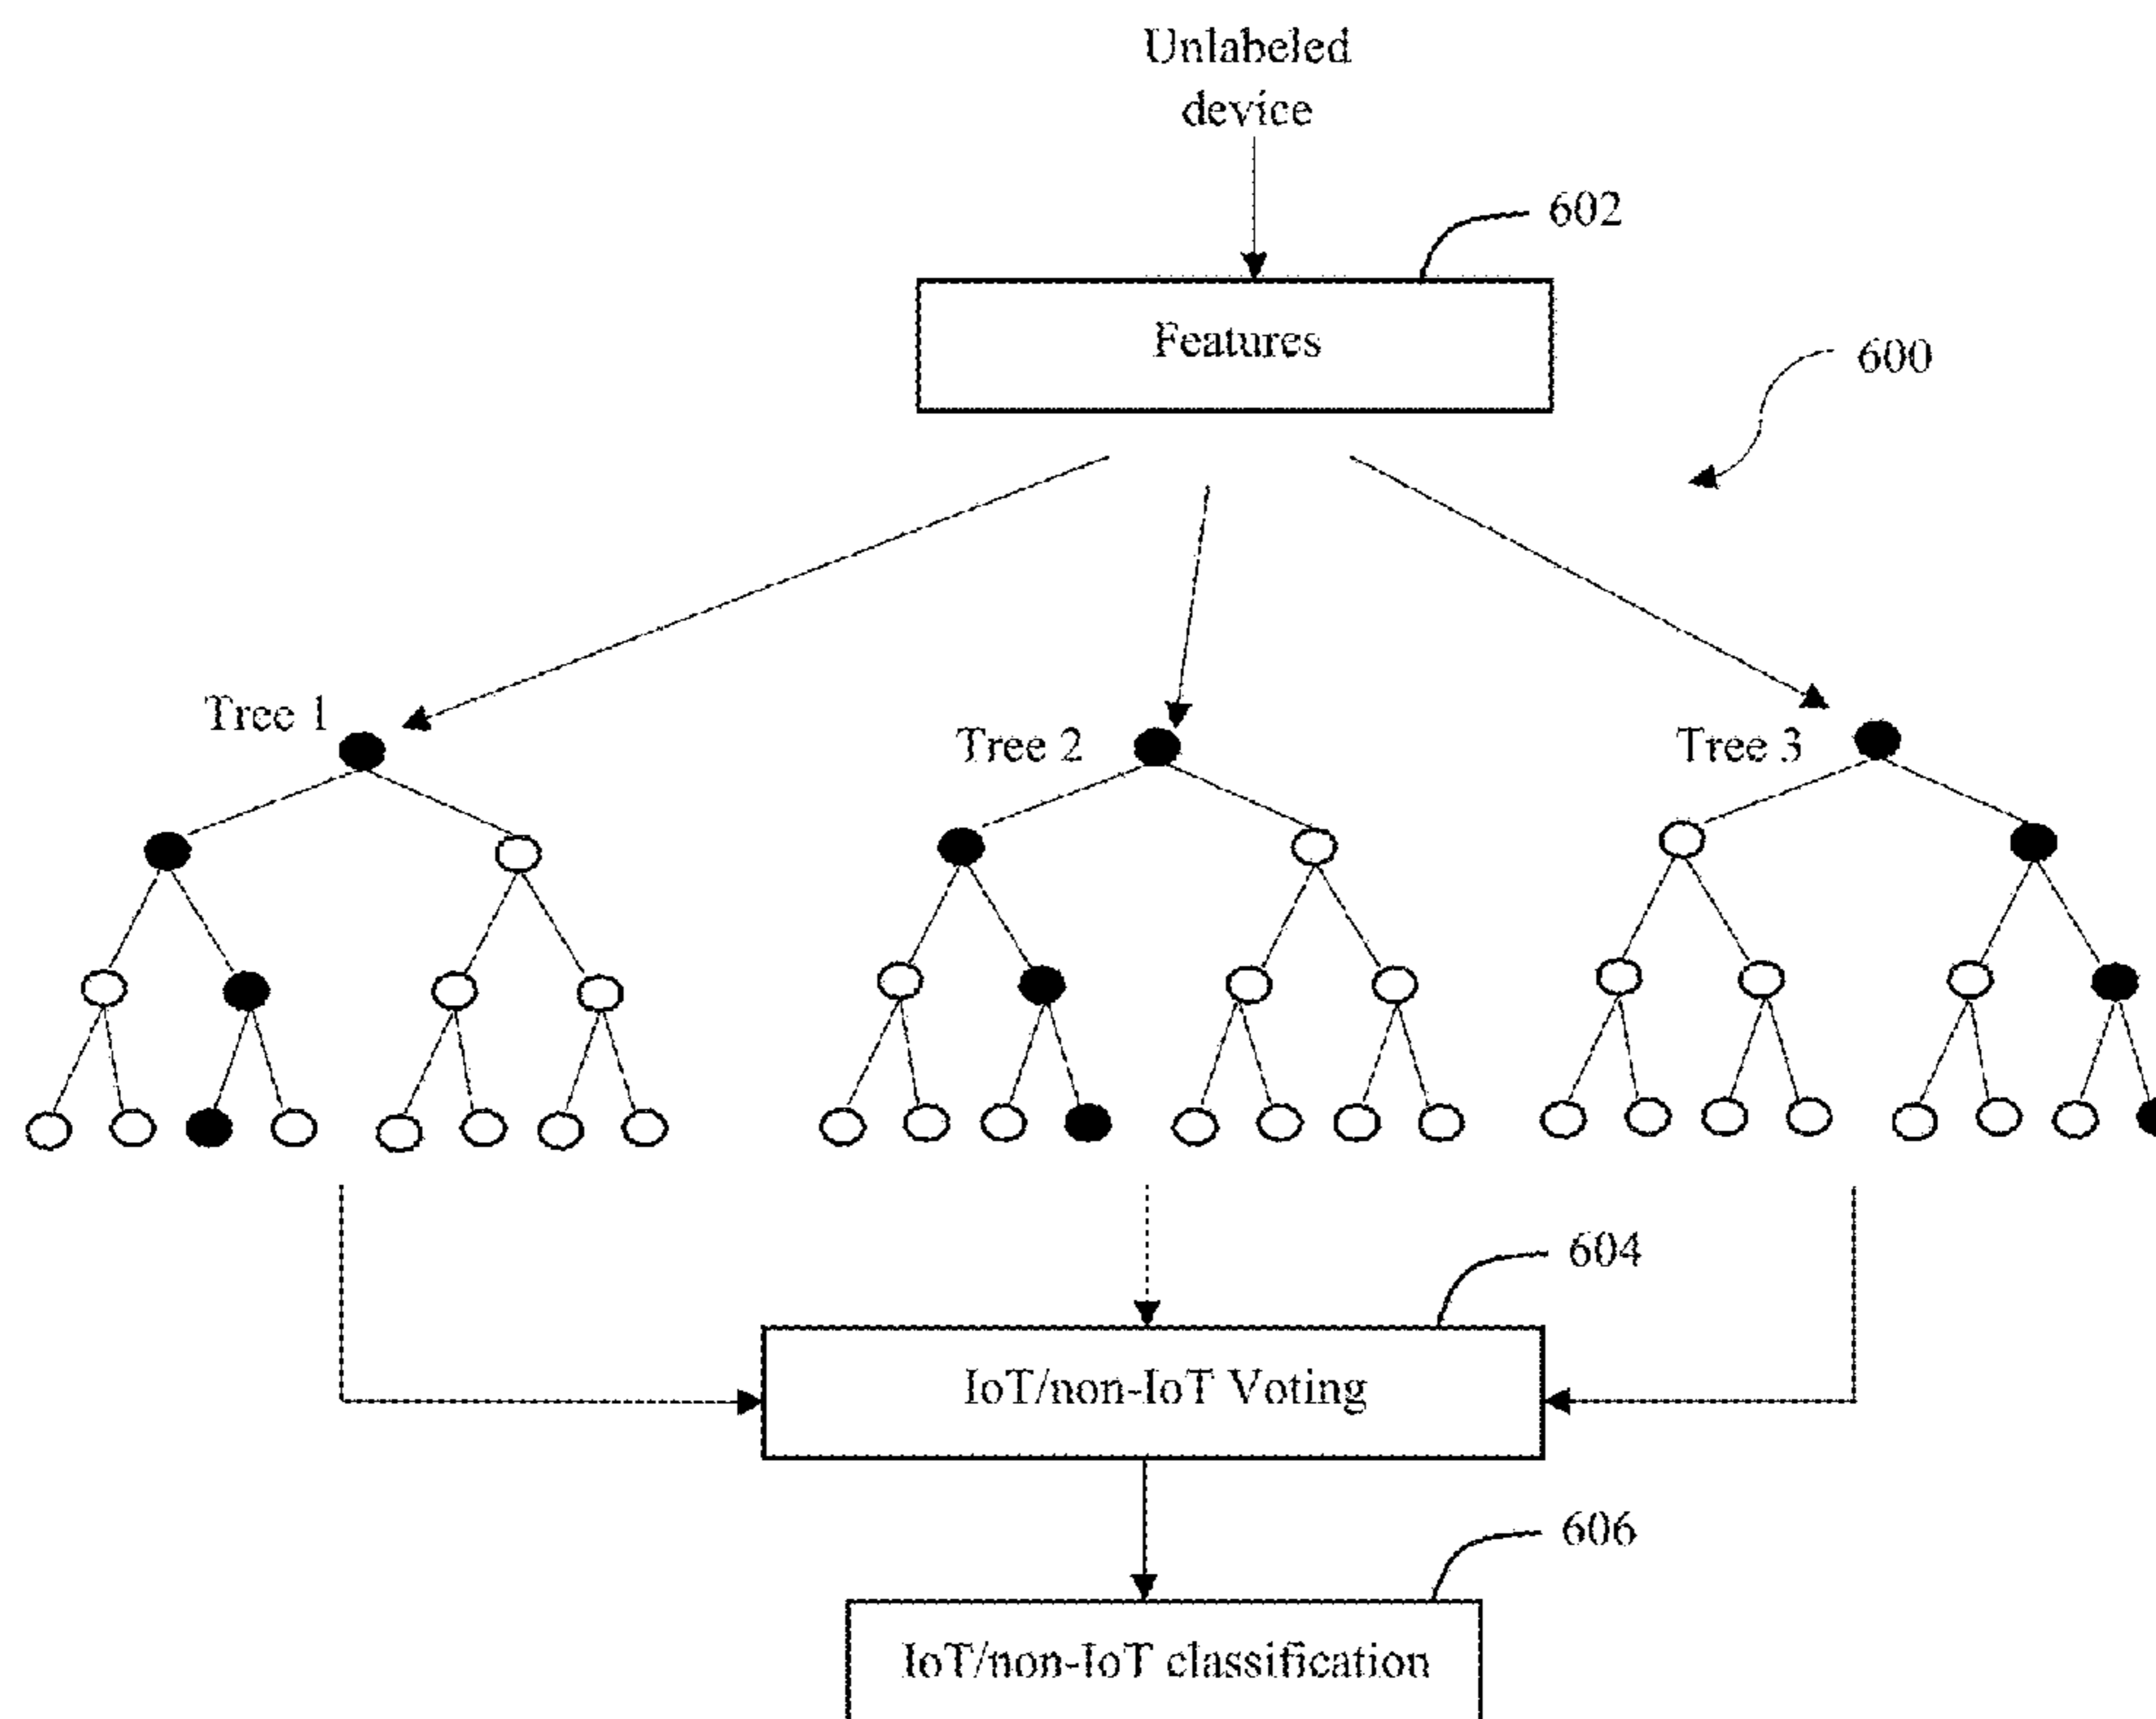 Unlabeled
device
602
Features
600
Tree 1
Tree 2
Tree 3
604
IoT/non-IoT Voting
606
IoT/non-IoT classification